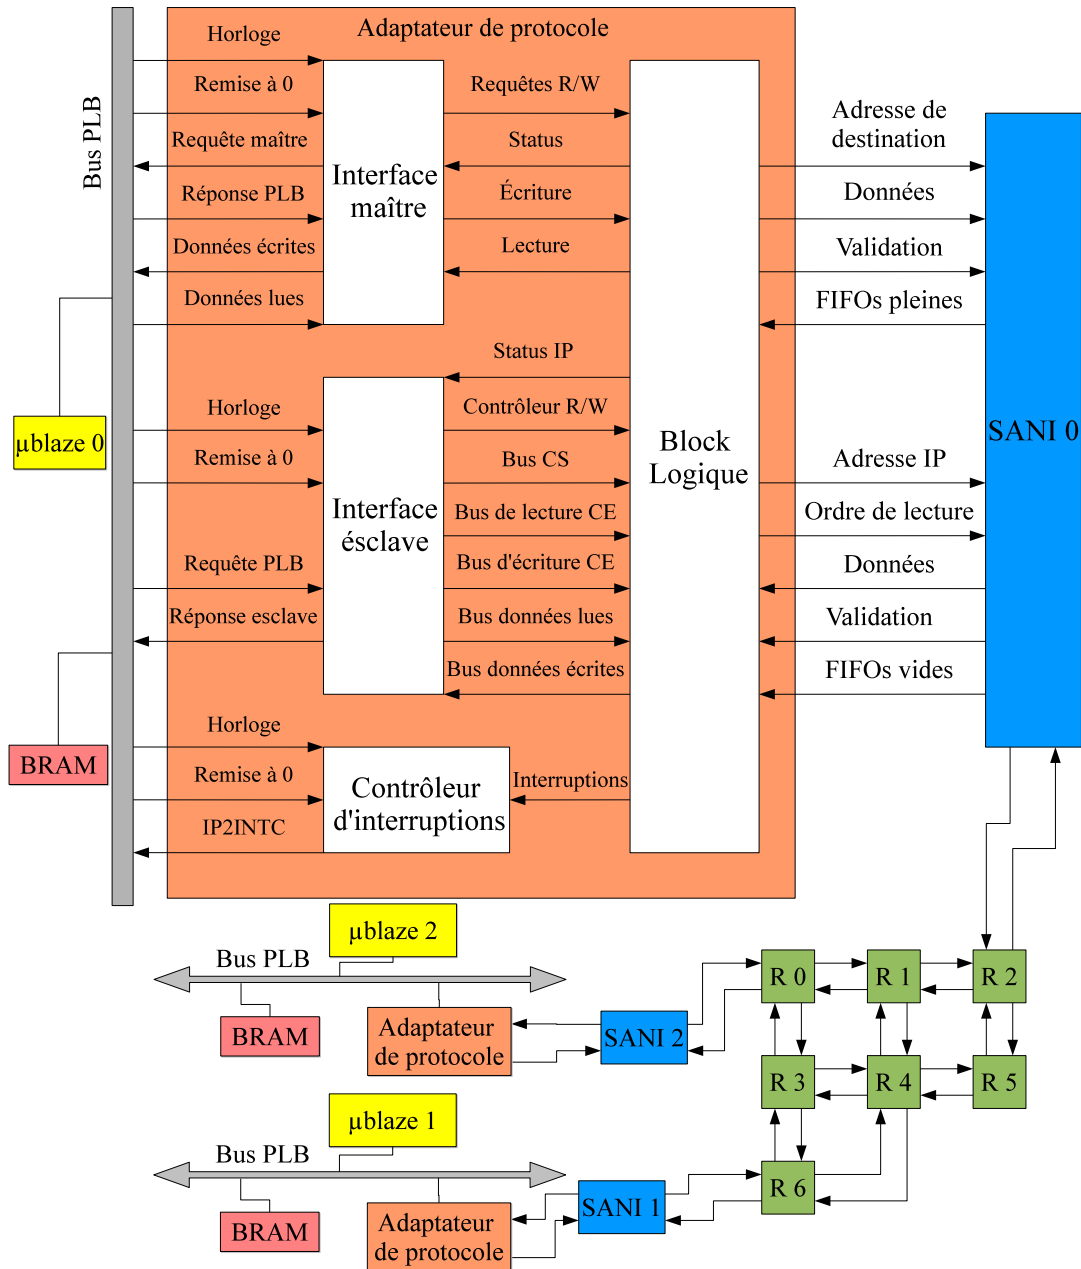 Adaptateur de protocole
Bus PLB
Horloge
Remise à 0
Requête maître
Réponse PLB
Données écrites
Données lues
Interface
maître
Requêtes R/W
Status
Écriture
Lecture
Adresse de
destination
Données
Validation
FIFOs pleines
µblaze 0
BRAM
Horloge
Remise à 0
Requête PLB
Réponse esclave
Interface
ésclave
Status IP
Contrôleur R/W
Bus CS
Bus de lecture CE
Bus d'écriture CE
Bus données lues
Bus données écrites
Block
Logique
Adresse IP
Ordre de lecture
Données
Validation
FIFOs vides
SANI 0
Horloge
Remise à 0
IP2INTC
Contrôleur
d'interruptions
Interruptions
µblaze 2
Bus PLB
BRAM
Adaptateur
de protocole
SANI 2
R 0
R 1
R 2
R 3
R 4
R 5
R 6
µblaze 1
Bus PLB
BRAM
Adaptateur
de protocole
SANI 1